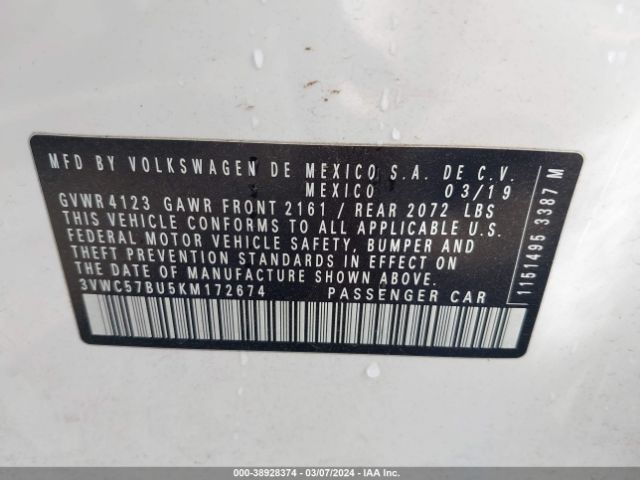 MFD BY VOLKSWAGEN DE MEXICO S.A. DE C.V.
MEXICO 03/19
GVWR 4123 GAWR FRONT 2161 / REAR 2072 LBS
THIS VEHICLE CONFORMS TO ALL APPLICABLE U.S.
FEDERAL MOTOR VEHICLE SAFETY, BUMPER AND
THEFT PREVENTION STANDARDS IN EFFECT ON
THE DATE OF MANUFACTURE SHOWN ABOVE.
3VWC57BU5KM172674 PASSENGER CAR
1151495 3387 M
000-38928374 - 03/07/2024 - IAA Inc.